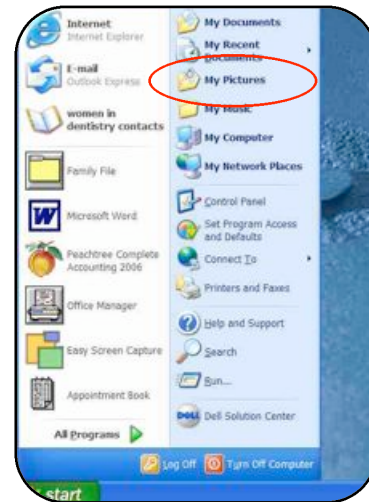 Internet
Internet Explorer
E-mail
Outlook Express
women in
dentistry contacts
Family File
Microsoft Word
Peachtree Complete
Accounting 2006
Office Manager
Easy Screen Capture
Appointment Book
All Programs
My Documents
My Recent
Documents
My Pictures
My Music
My Computer
My Network Places
Control Panel
Set Program Access
and Defaults
Connect To
Printers and Faxes
Help and Support
Search
Run...
DELL Dell Solution Center
Log Off Turn Off Computer
start